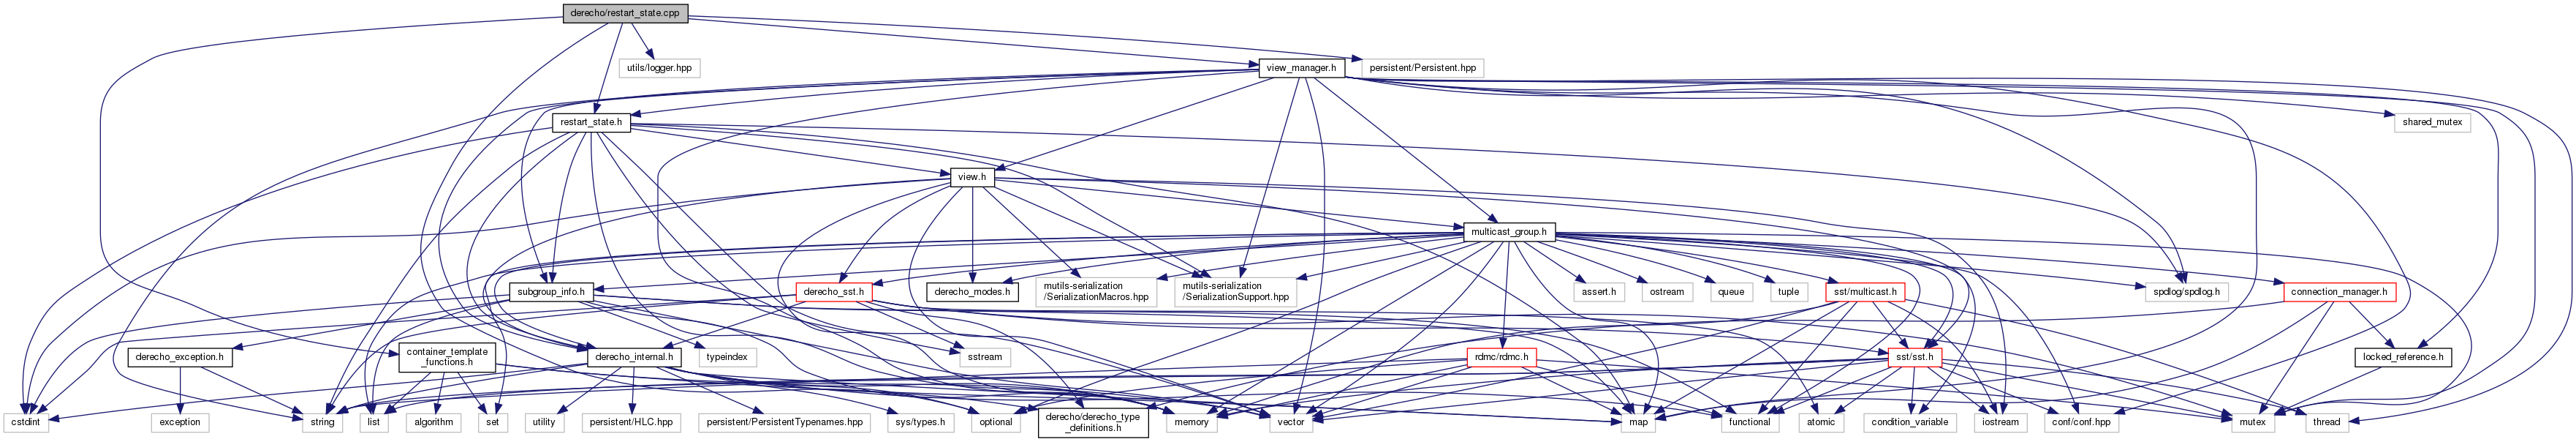 derecho/restart_state.cpp
utils/logger.hpp
view_manager.h
persistent/Persistent.hpp
restart_state.h
shared_mutex
view.h
multicast_group.h
subgroup_info.h
derecho_sst.h
derecho_modes.h
mutils-serialization
/SerializationMacros.hpp
mutils-serialization
/SerializationSupport.hpp
assert.h
ostream
queue
tuple
sst/multicast.h
spdlog/spdlog.h
connection_manager.h
derecho_exception.h
container_template
_functions.h
derecho_internal.h
typeindex
sstream
rdmc/rdmc.h
sst/sst.h
locked_reference.h
cstdint
exception
string
list
algorithm
set
utility
persistent/HLC.hpp
persistent/PersistentTypenames.hpp
sys/types.h
optional
derecho/derecho_type
_definitions.h
memory
vector
map
functional
atomic
condition_variable
iostream
conf/conf.hpp
mutex
thread